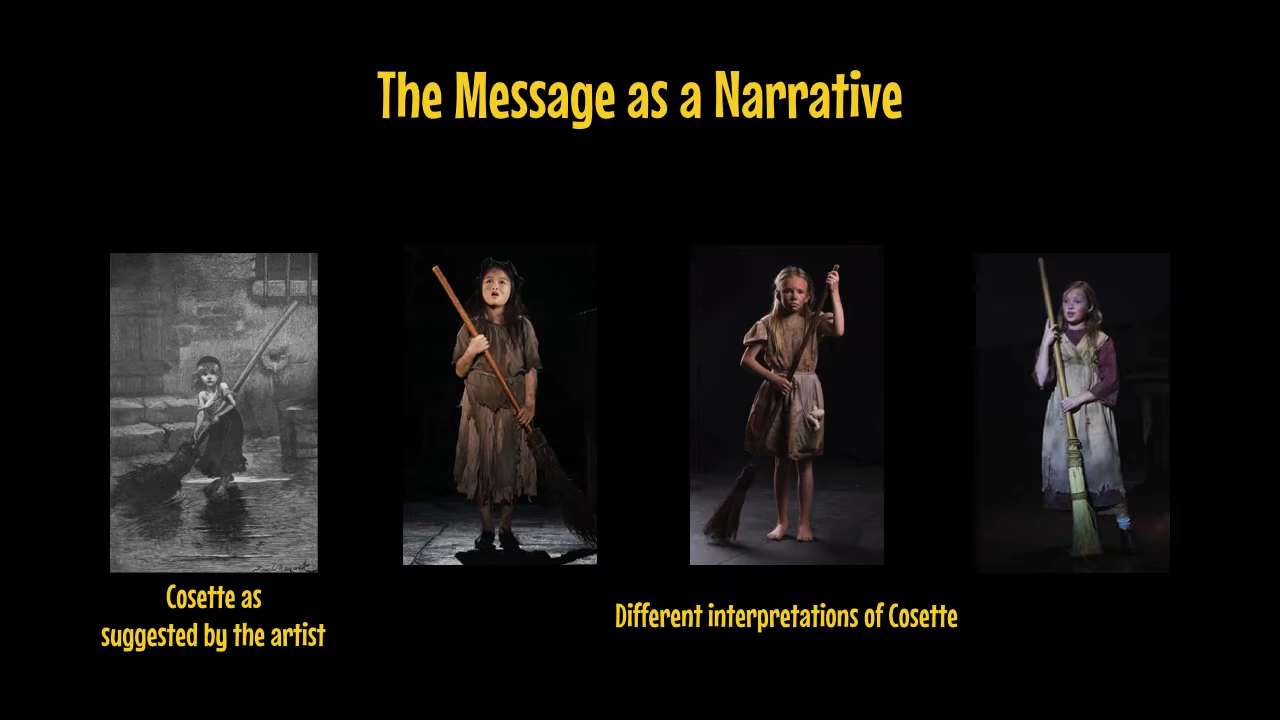 The Message as a Narrative
Cosette as
suggested by the artist
Different interpretations of Cosette